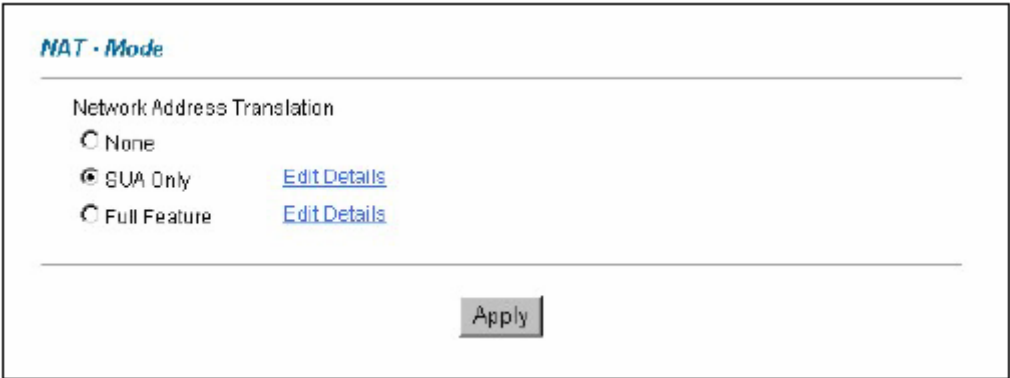 NAT - Mode
Network Address Translation
None
SUA Only Edit Details
Full Feature Edit Details
Apply